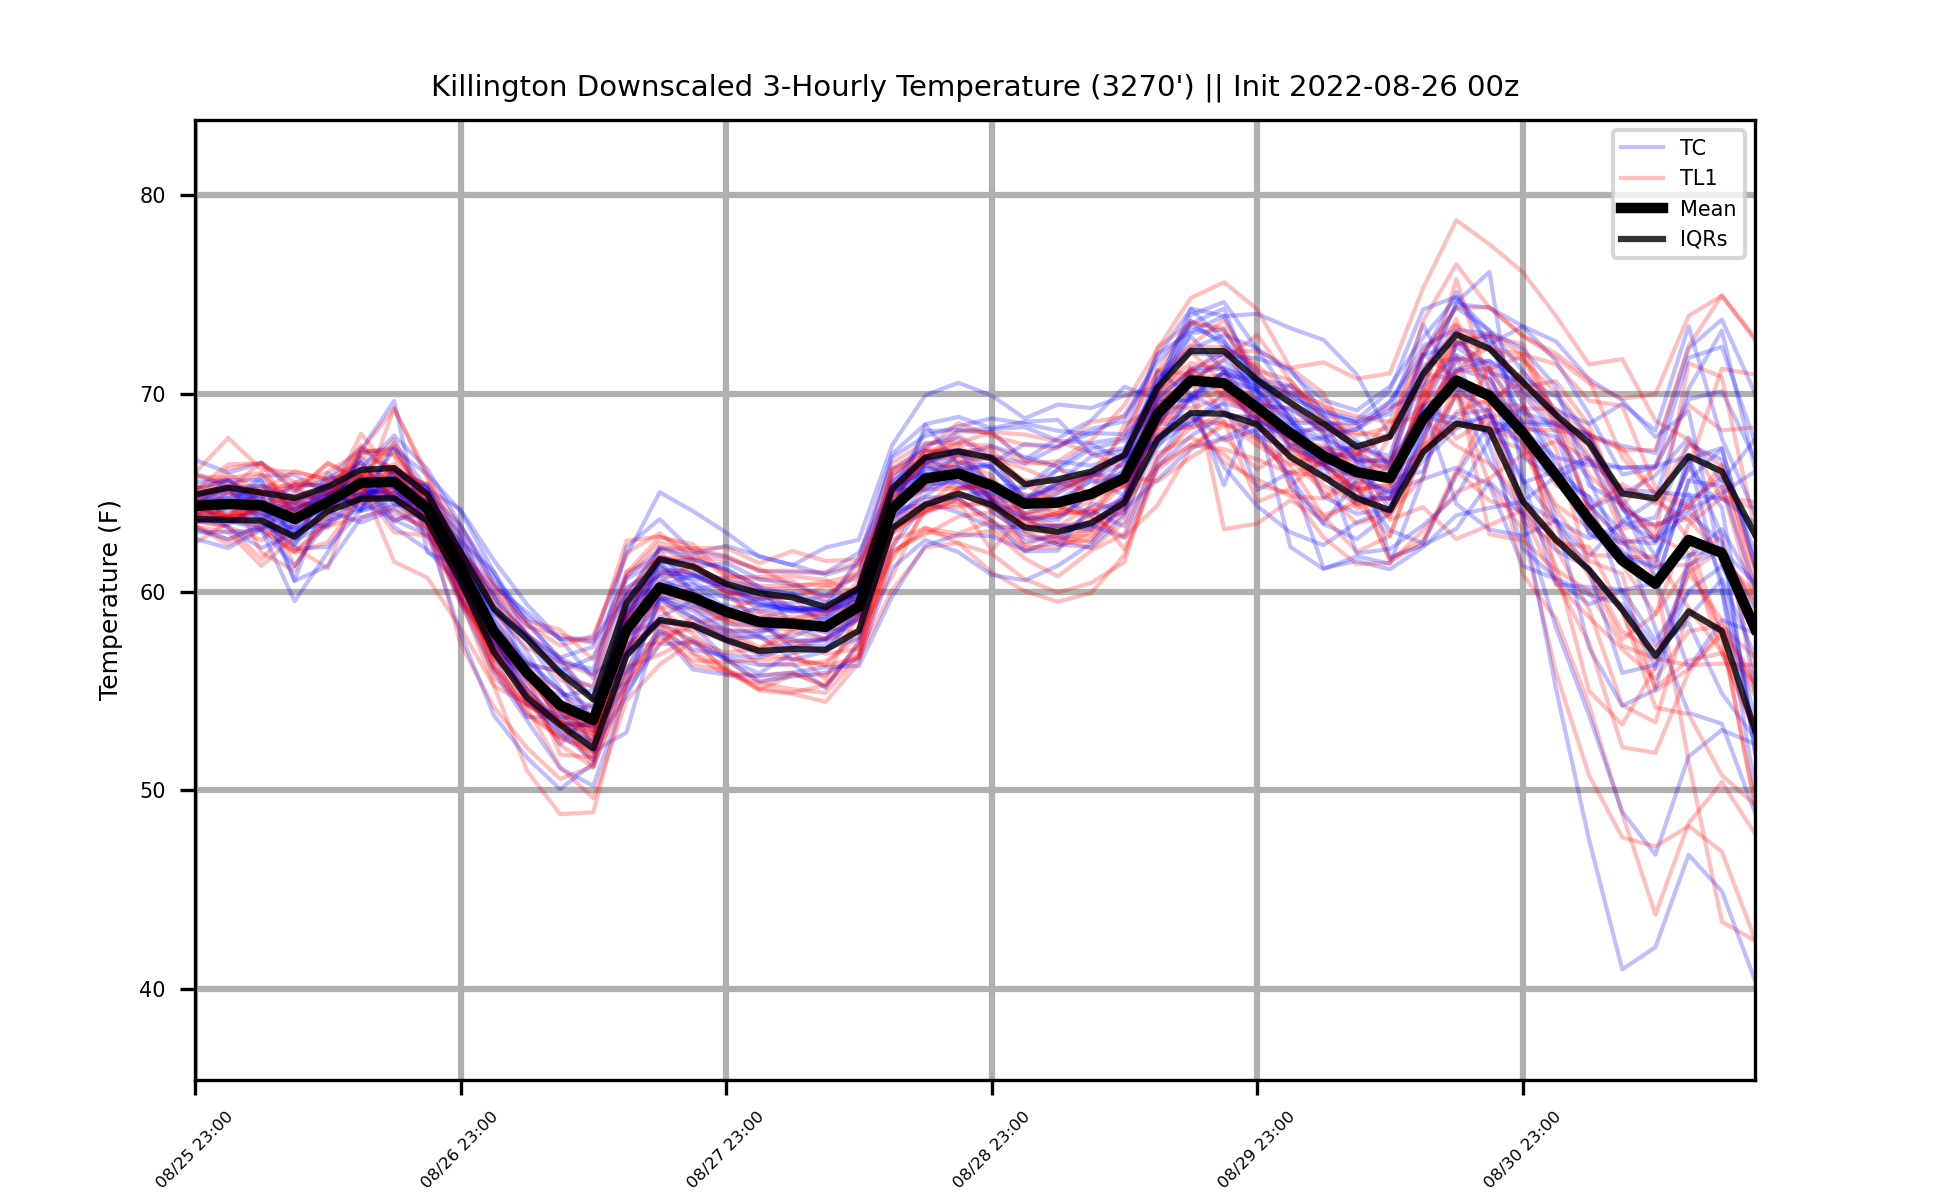 Killington Downscaled 3-Hourly Temperature (3270') || Init 2022-08-26 00z
TC
TL1
Mean
IQRs
Temperature (F)
80
70
60
50
40
08/25 23:00
08/26 23:00
08/27 23:00
08/28 23:00
08/29 23:00
08/30 23:00